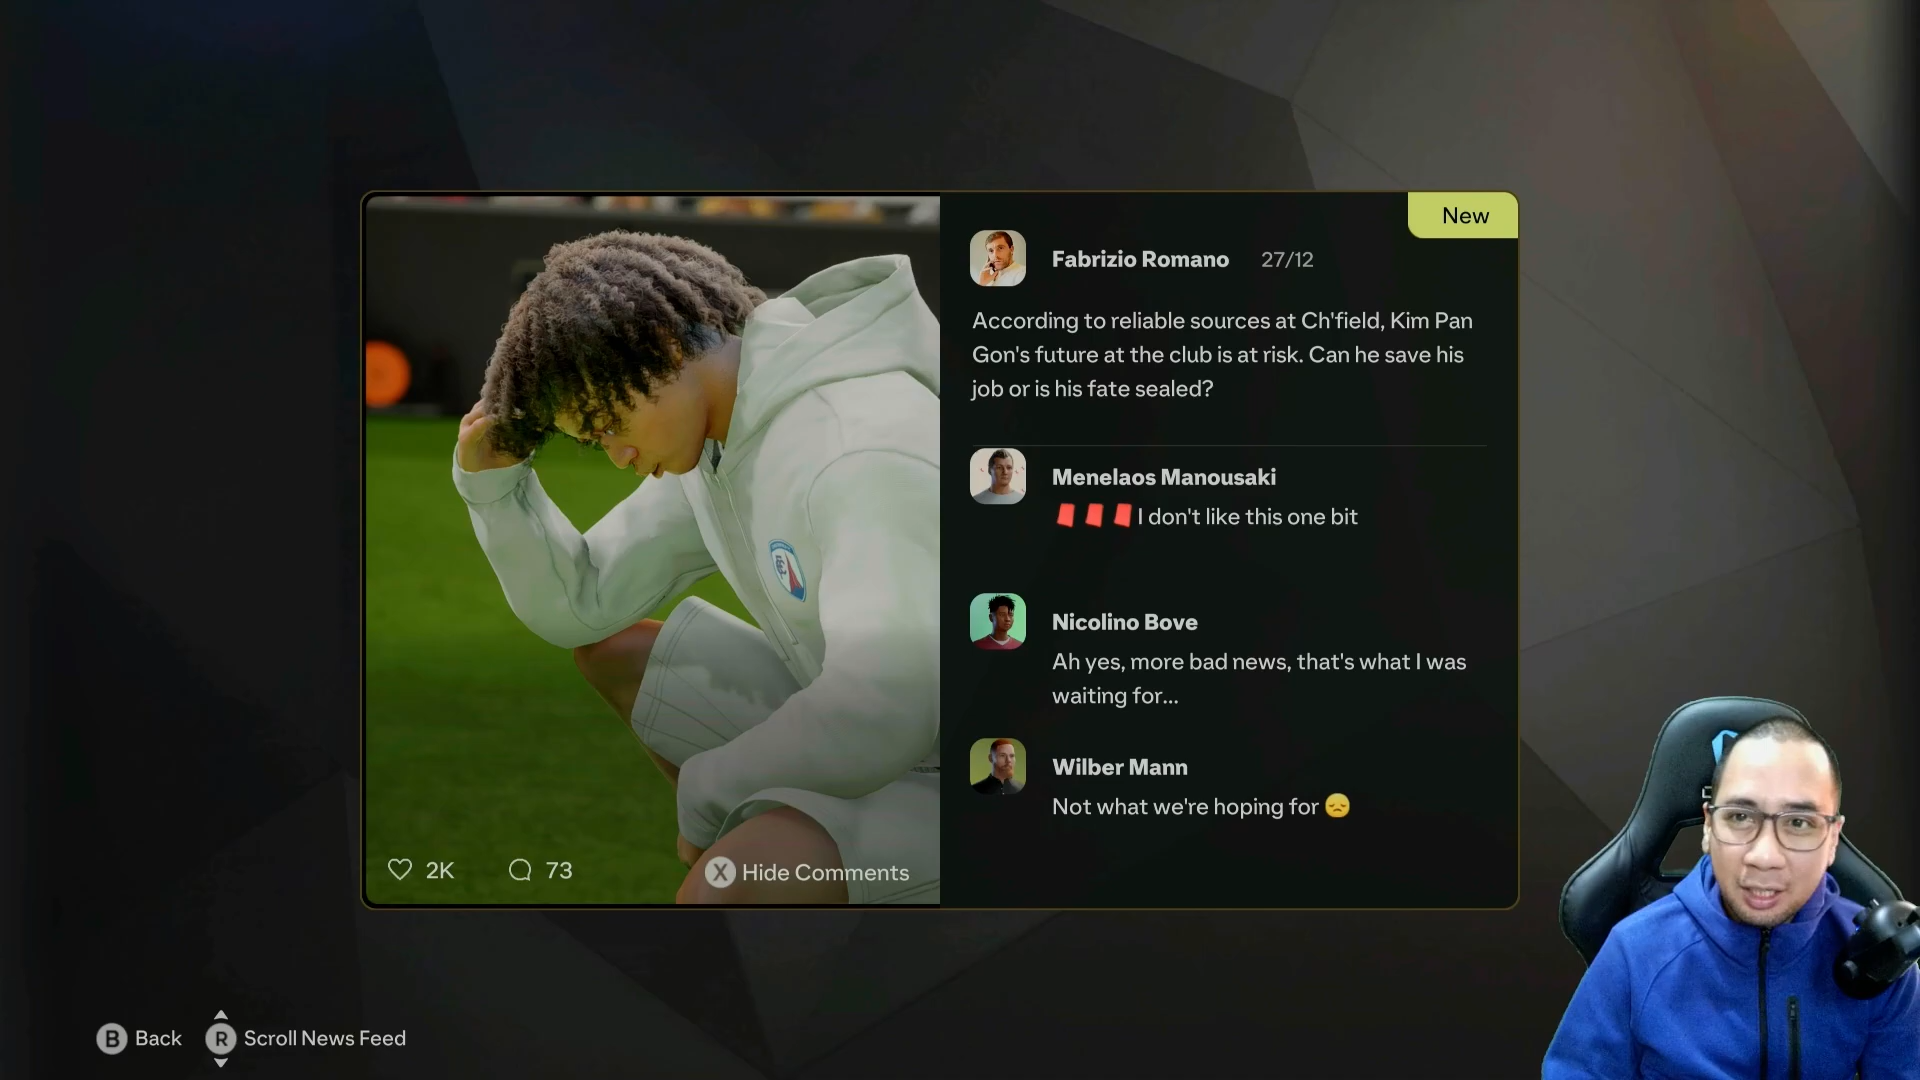 New
Fabrizio Romano 27/12
According to reliable sources at Ch'field, Kim Pan
Gon's future at the club is at risk. Can he save his
job or is his fate sealed?
Menelaos Manousaki
🟥🟥🟥I don't like this one bit
Nicolino Bove
Ah yes, more bad news, that's what I was
waiting for...
Wilber Mann
Not what we're hoping for 😞
2K 73 X Hide Comments
B Back R Scroll News Feed